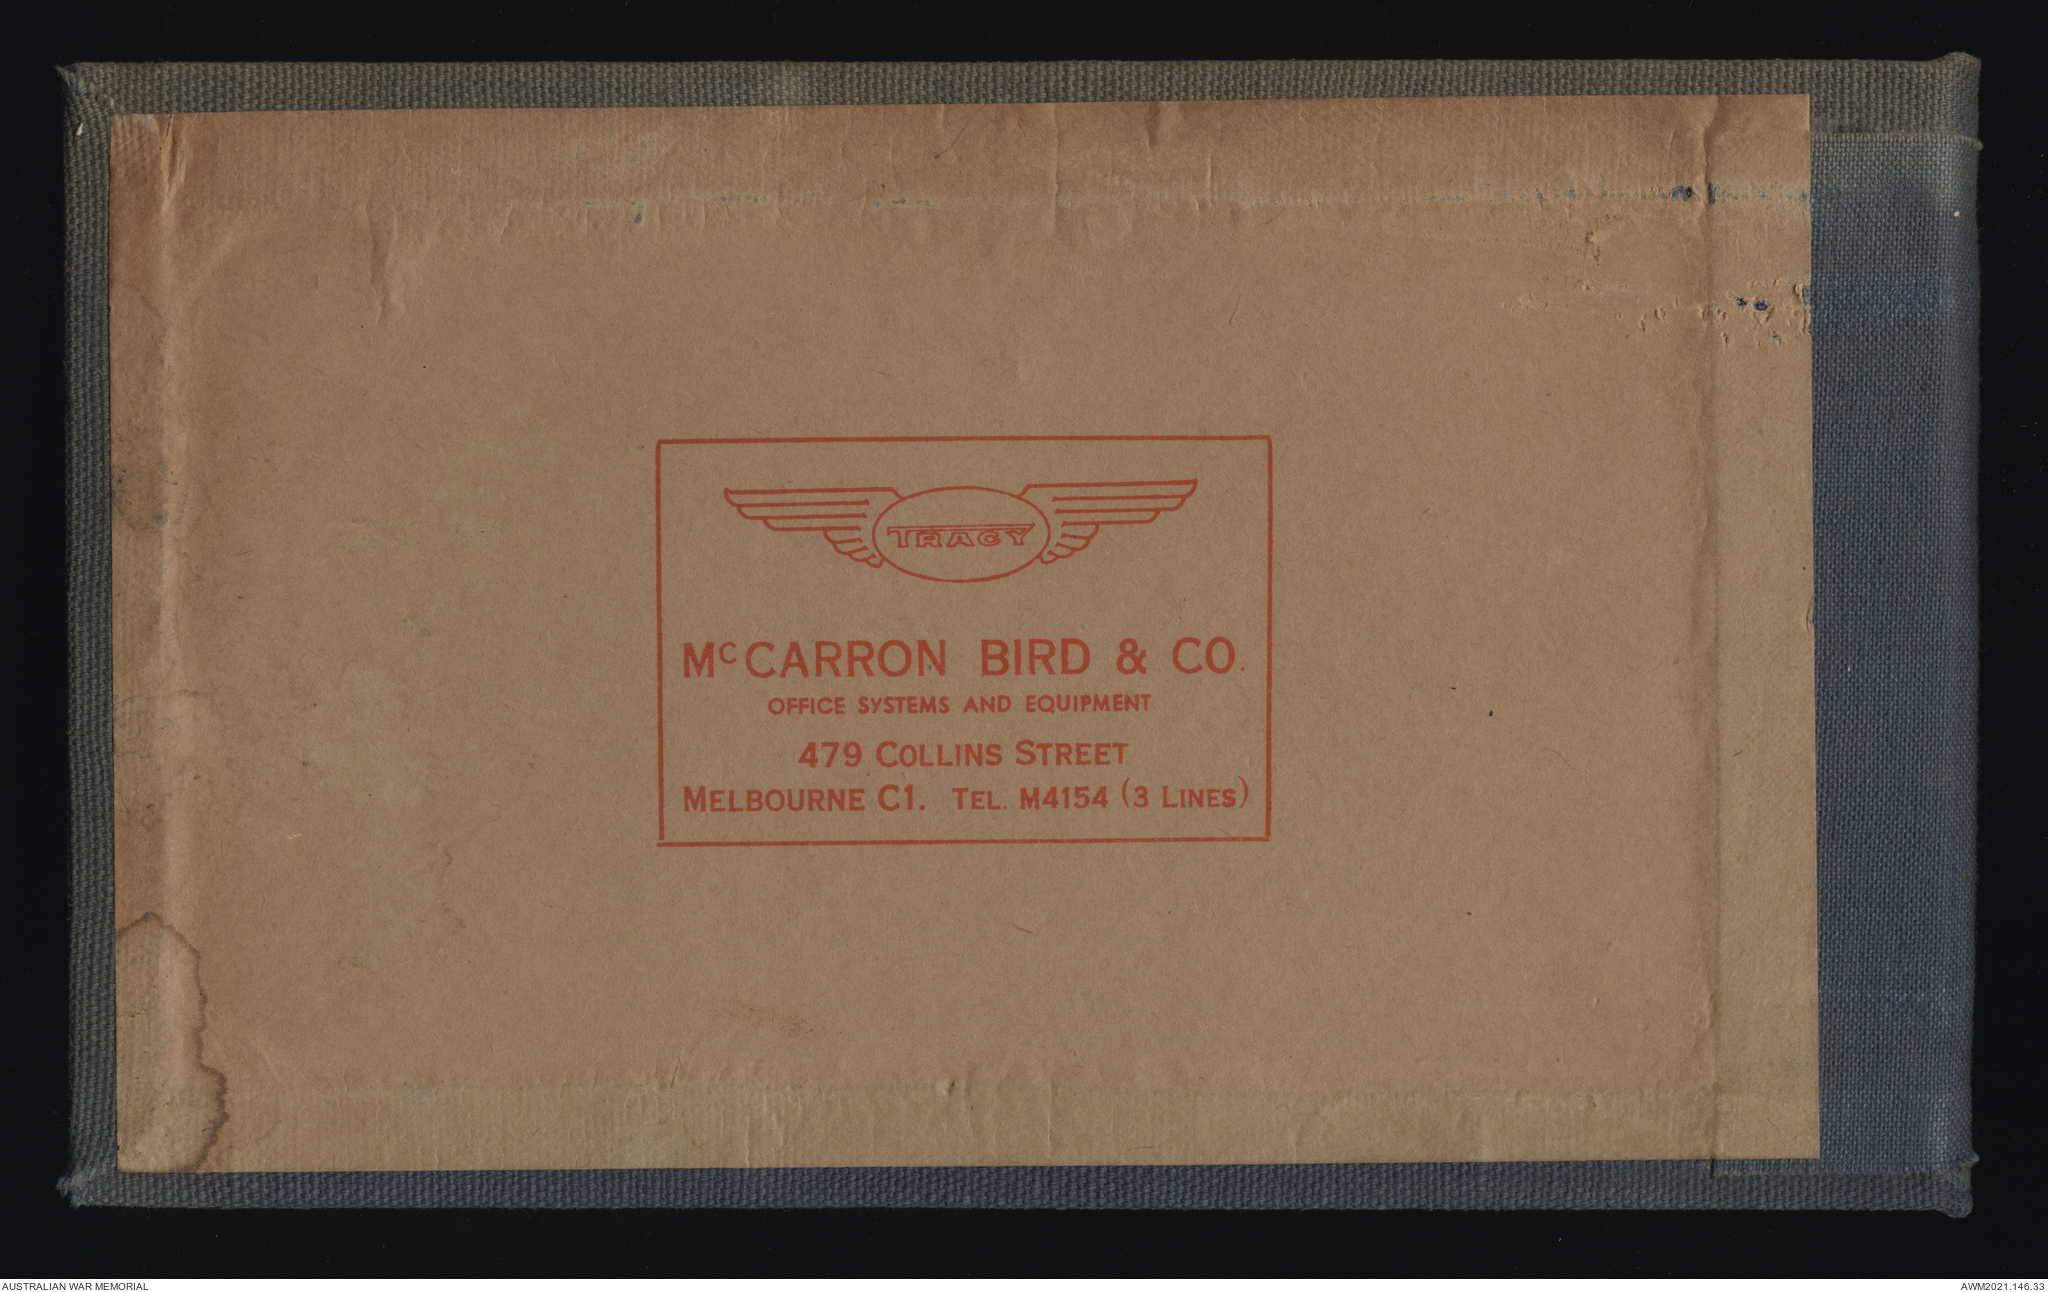 TRACY
McCARRON BIRD & CO.
OFFICE SYSTEMS AND EQUIPMENT
479 COLLINS STREET
MELBOURNE C1. TEL. M4154 (3 LINES)
AUSTRALIAN WAR MEMORIAL
AWM2021.146.33